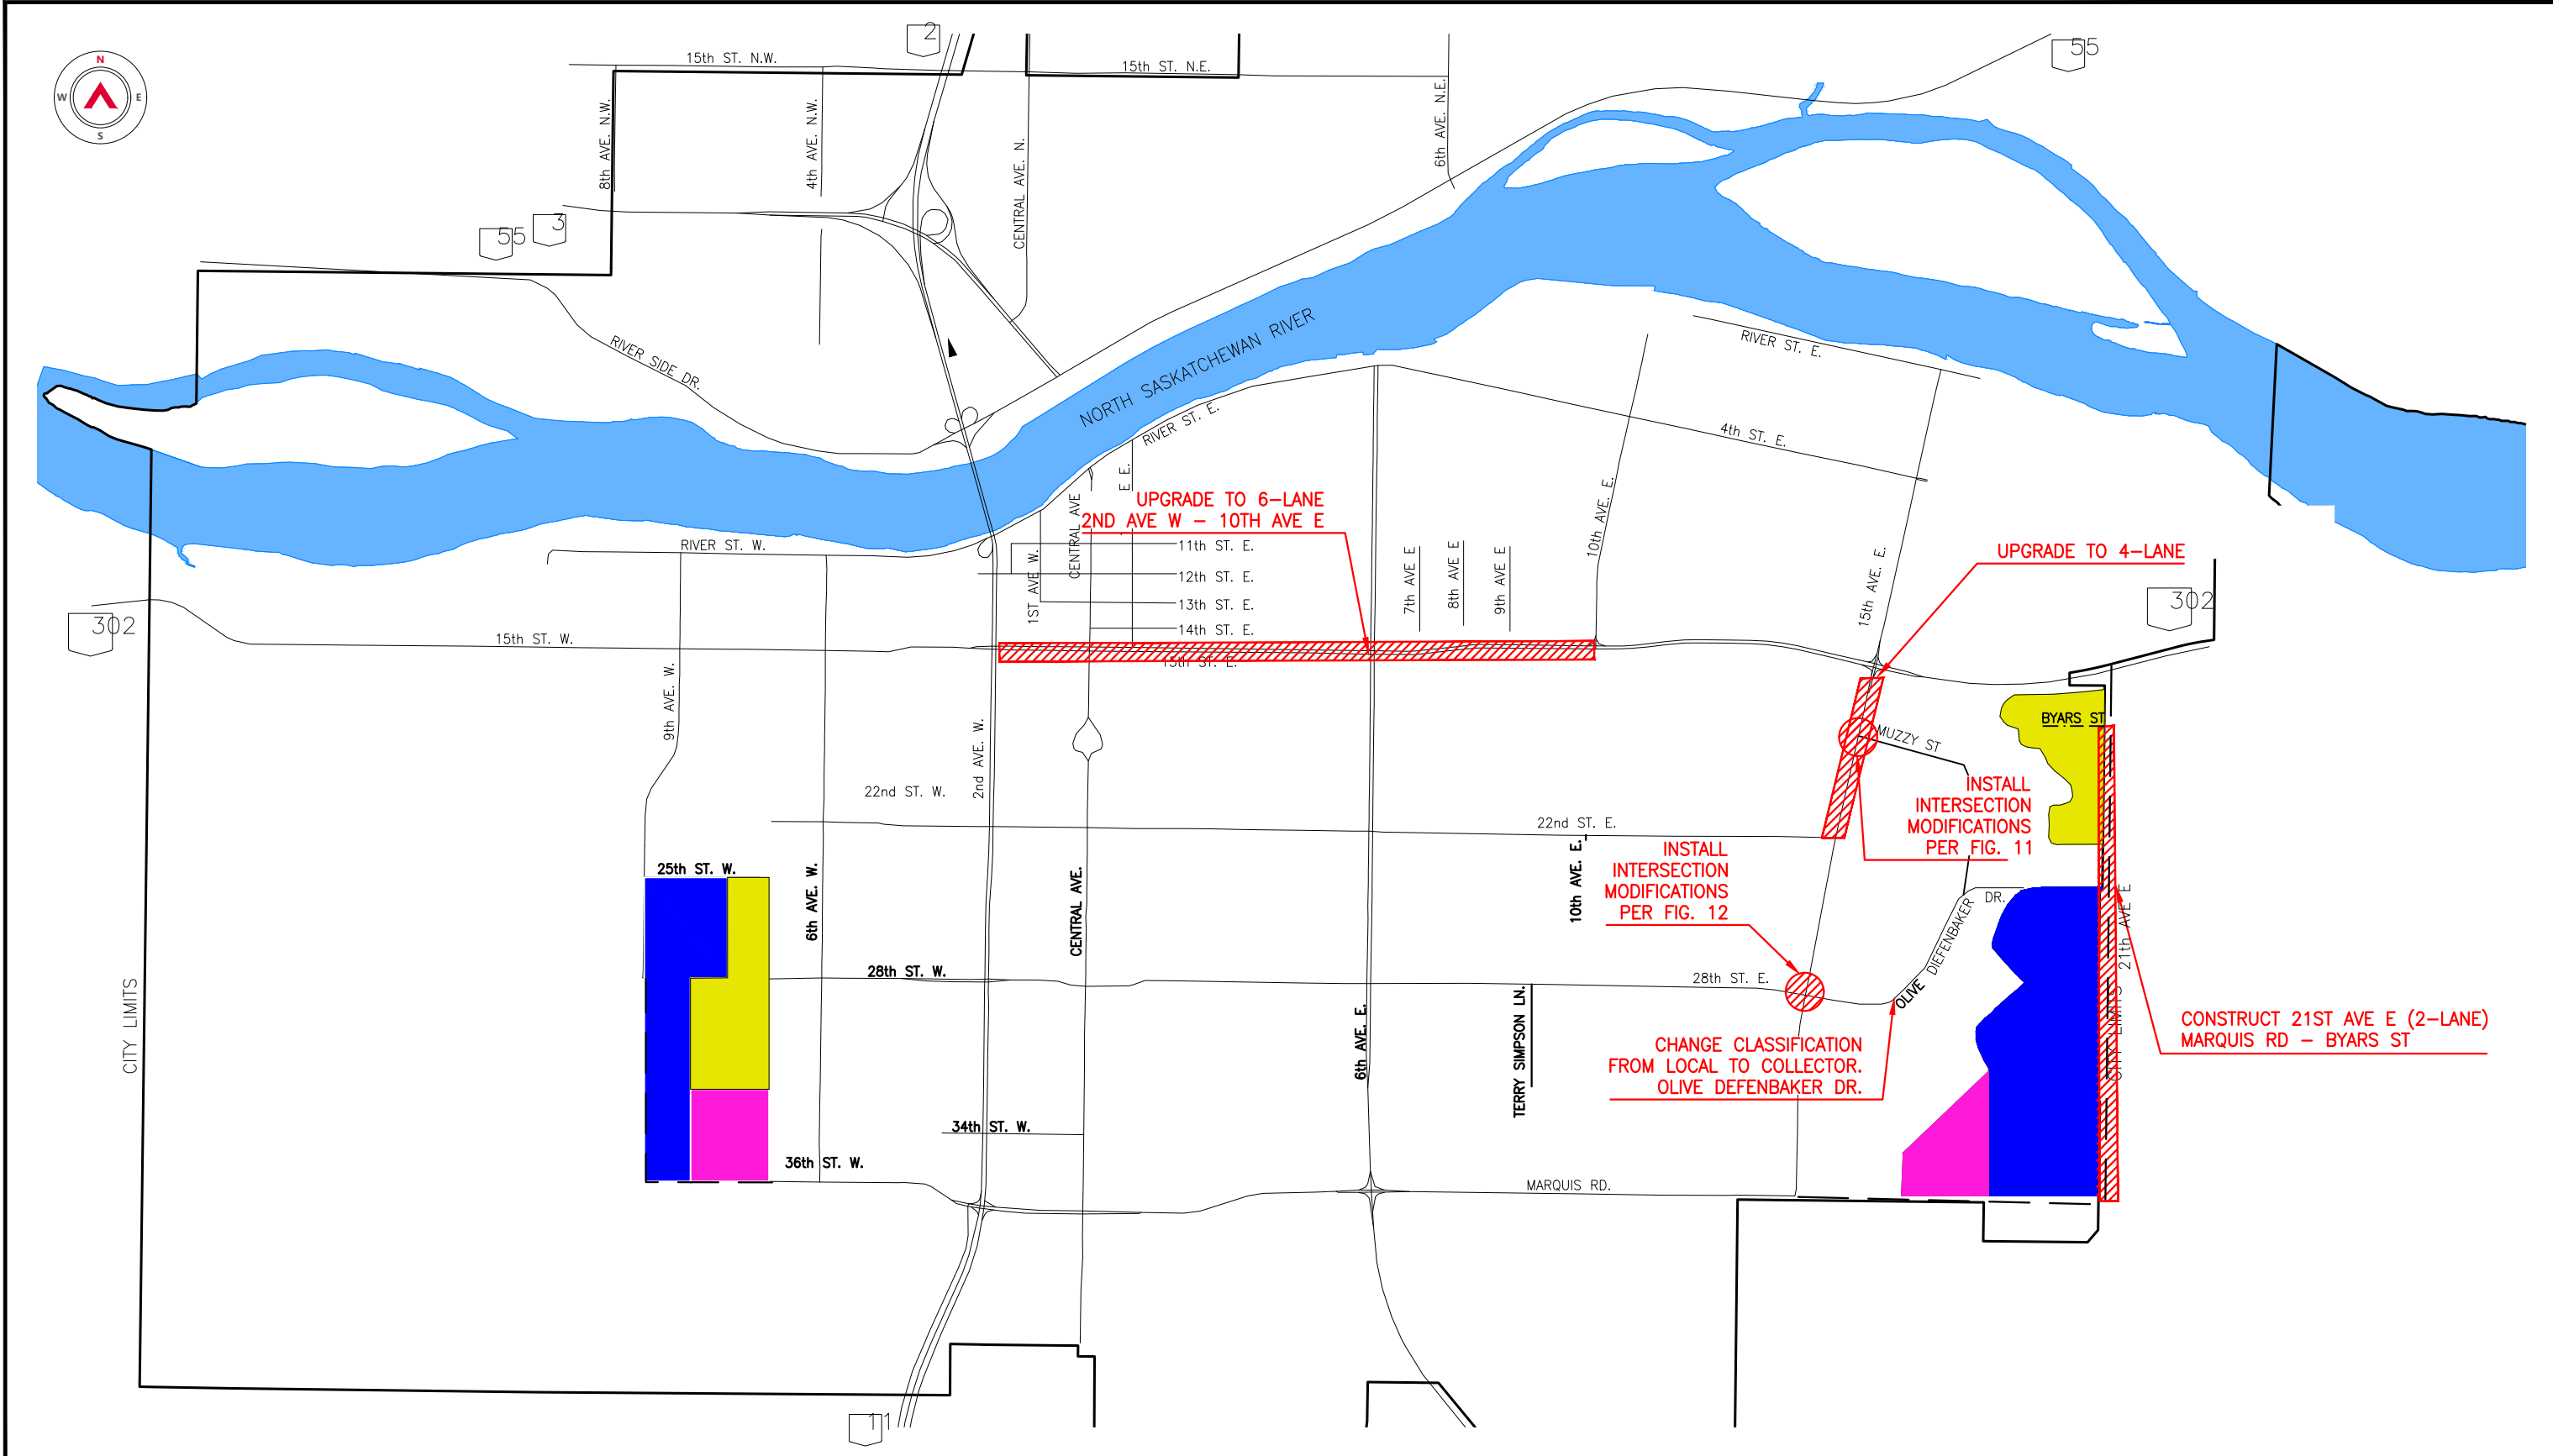 2
55
15th ST. N.W.
15th ST. N.E.
N
W
E
S
8th AVE. N.W.
4th AVE. N.W.
CENTRAL AVE. N.
6th AVE. N.E.
55
3
RIVER SIDE DR.
NORTH SASKATCHEWAN RIVER
RIVER ST. E.
RIVER ST. E.
4th ST. E.
E E.
UPGRADE TO 6-LANE
2ND AVE W - 10TH AVE E
CENTRAL AVE
1ST AVE W.
RIVER ST. W.
11th ST. E.
12th ST. E.
13th ST. E.
14th ST. E.
15th ST. E.
7th AVE E
8th AVE E
9th AVE E
10th AVE. E.
15th AVE. E.
UPGRADE TO 4-LANE
302
302
15th ST. W.
9th AVE. W.
2nd AVE. W.
BYARS ST
MUZZY ST
22nd ST. W.
22nd ST. E.
INSTALL
INTERSECTION
MODIFICATIONS
PER FIG. 11
INSTALL
INTERSECTION
MODIFICATIONS
PER FIG. 12
25th ST. W.
6th AVE. W.
CENTRAL AVE.
10th AVE. E.
OLIVE DIEFENBAKER DR.
21th AVE E
CITY LIMITS
CITY LIMITS
28th ST. W.
28th ST. E.
TERRY SIMPSON LN.
6th AVE. E.
CHANGE CLASSIFICATION
FROM LOCAL TO COLLECTOR.
OLIVE DEFENBAKER DR.
CONSTRUCT 21ST AVE E (2-LANE)
MARQUIS RD - BYARS ST
34th ST. W.
36th ST. W.
MARQUIS RD.
11